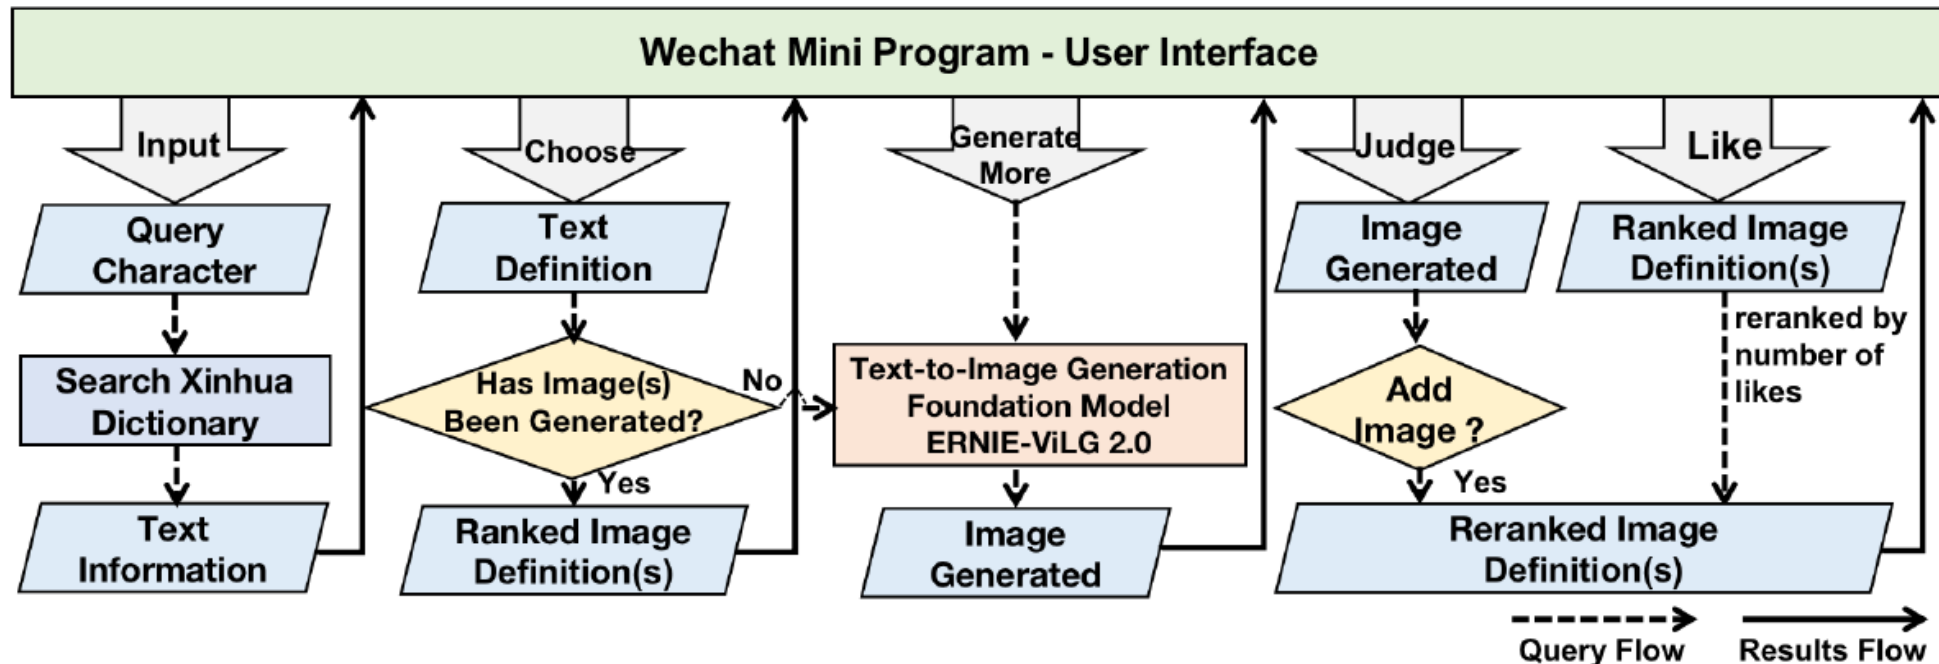 Wechat Mini Program - User Interface
Input
Query
Character
Search Xinhua
Dictionary
Text
Information
Choose
Text
Definition
Has Image(s)
Been Generated?
No
Yes
Ranked Image
Definition(s)
Generate
More
Text-to-Image Generation
Foundation Model
ERNIE-ViLG 2.0
Image
Generated
Judge
Image
Generated
Add
Image ?
Yes
Like
Ranked Image
Definition(s)
reranked by
number of
likes
Reranked Image
Definition(s)
Query Flow
Results Flow